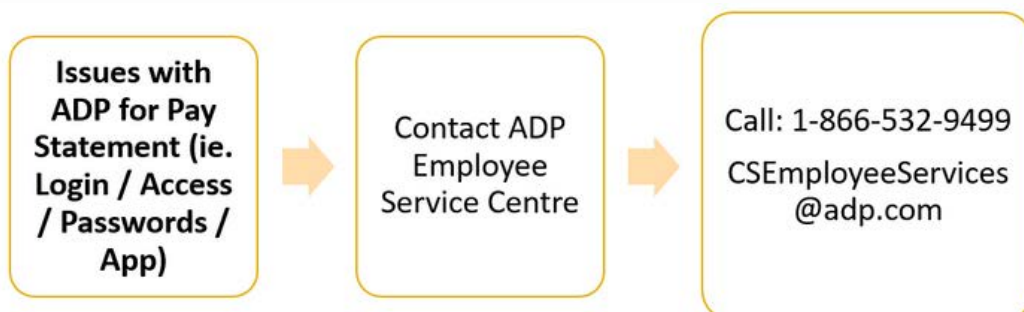 Issues with
ADP for Pay
Statement (ie.
Login / Access
/ Passwords /
App)
Contact ADP
Employee
Service Centre
Call: 1-866-532-9499
CSEmployeeServices
@adp.com